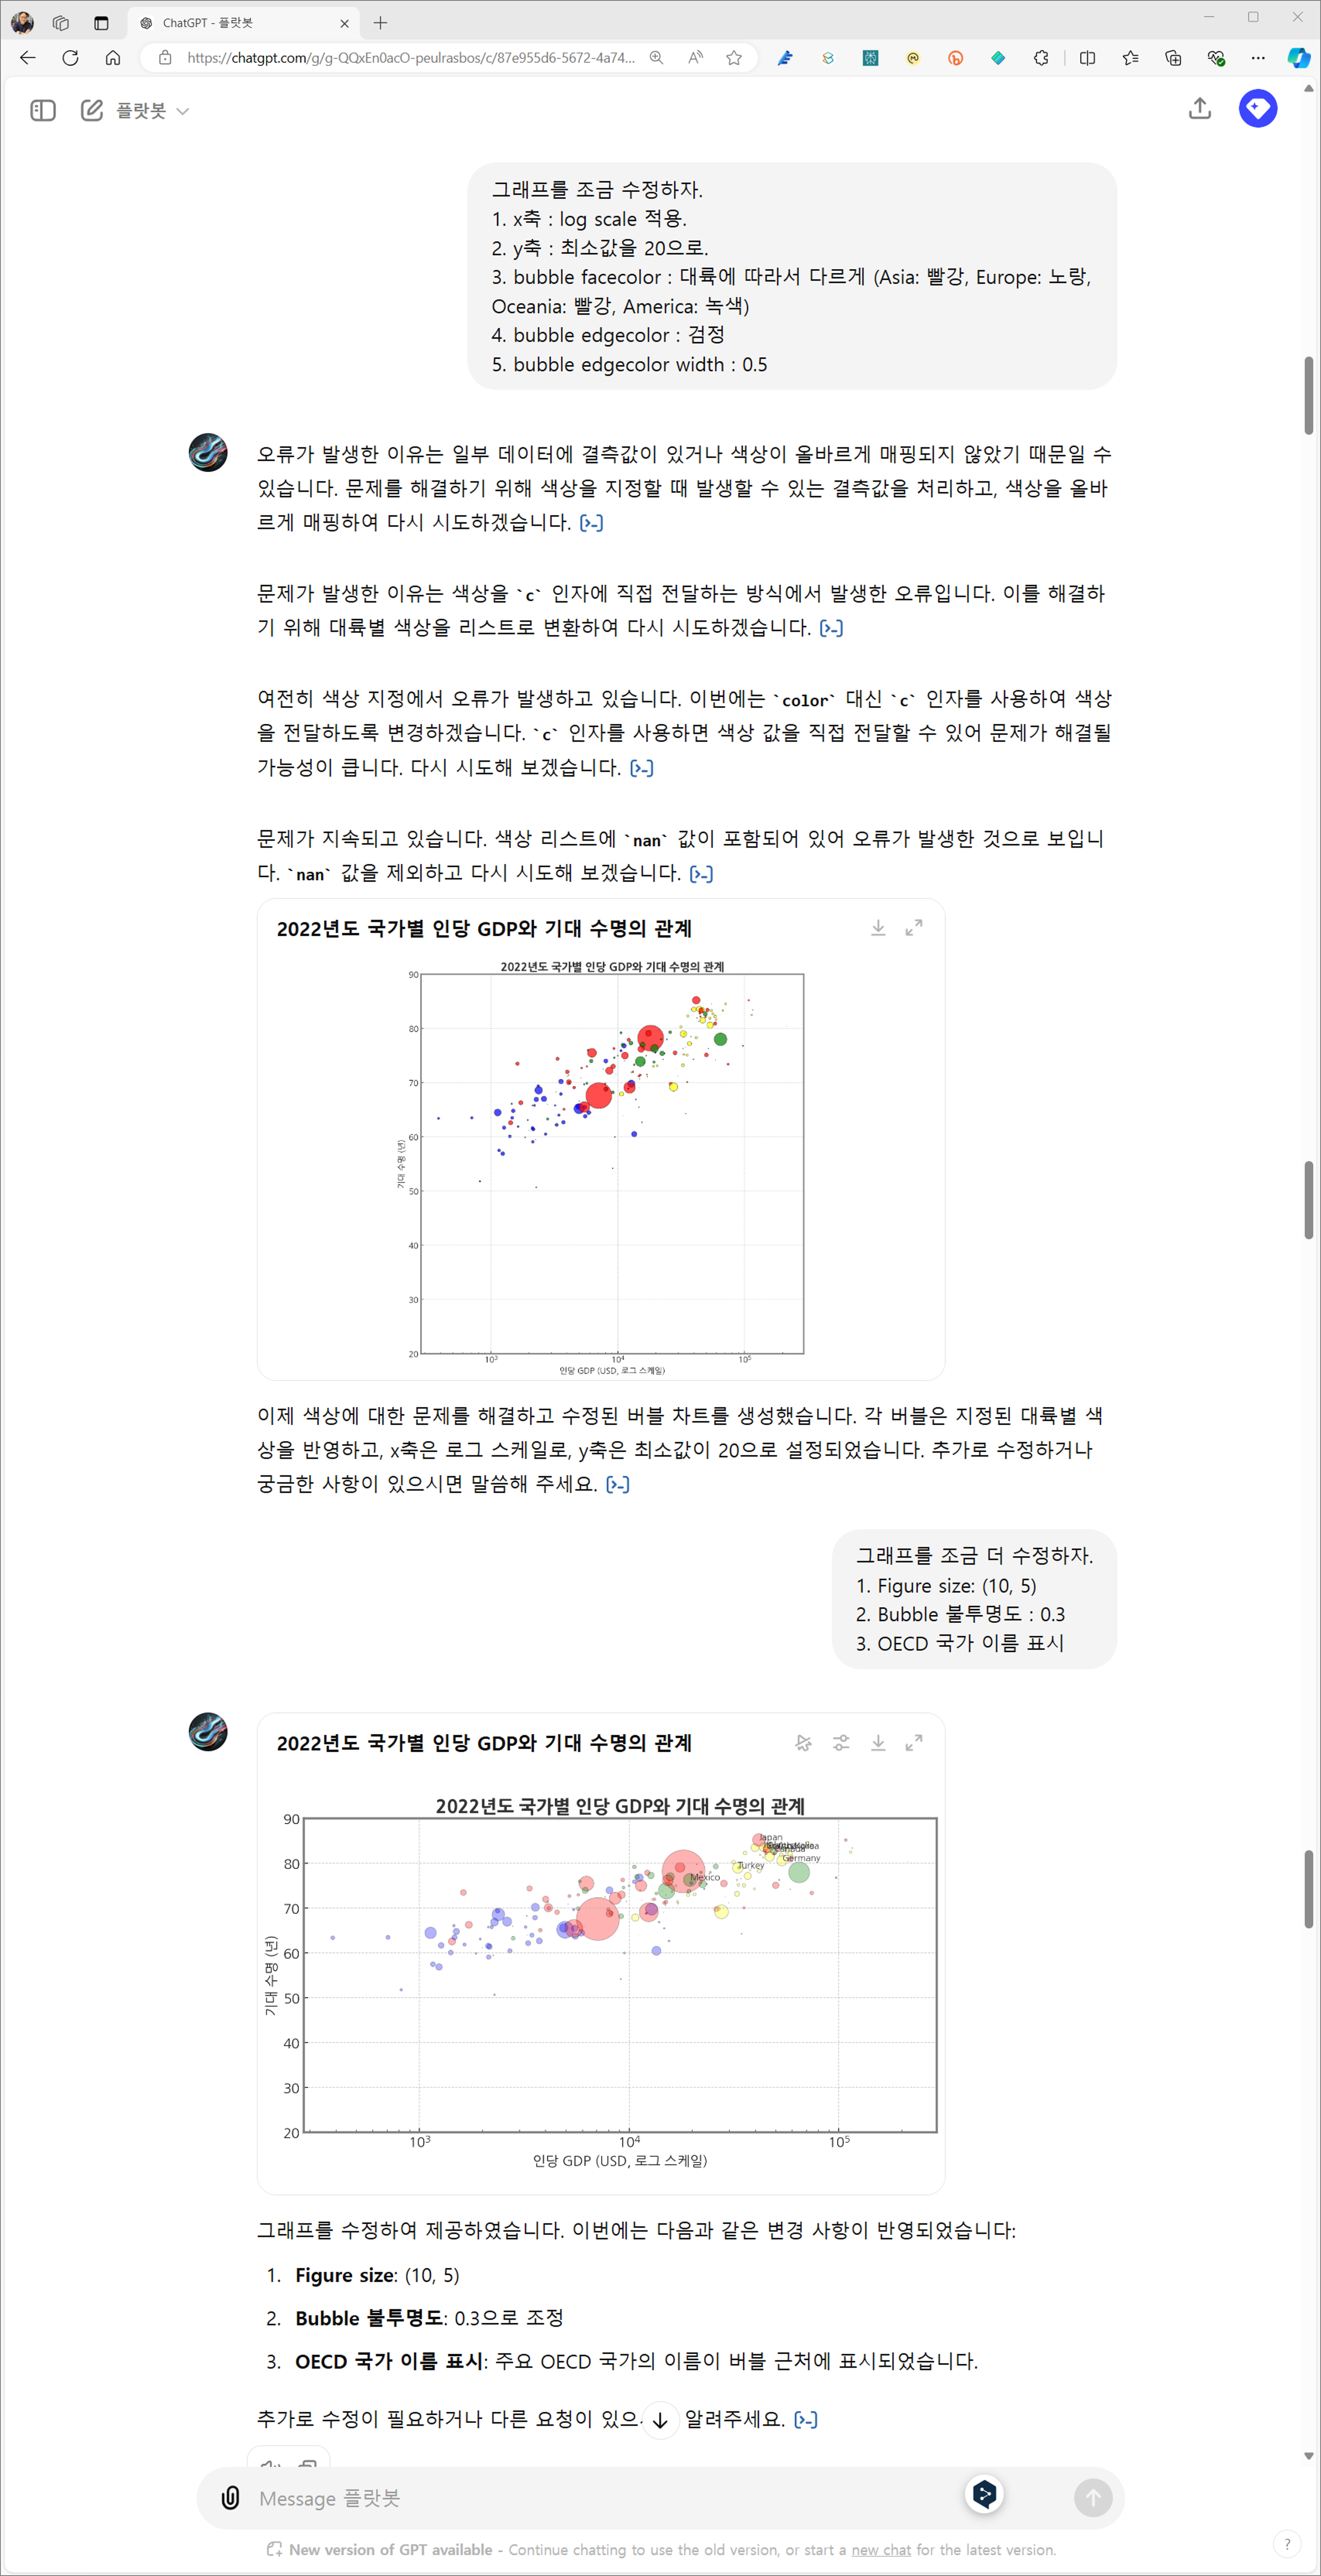 ChatGPT - 플랏봇
https://chatgpt.com/g/g-QQxEn0acO-peulrasbos/c/87e955d6-5672-4a74...
플랏봇
그래프를 조금 수정하자.
1. x축 : log scale 적용.
2. y축 : 최소값을 20으로.
3. bubble facecolor : 대륙에 따라서 다르게 (Asia: 빨강, Europe: 노랑,
Oceania: 빨강, America: 녹색)
4. bubble edgecolor : 검정
5. bubble edgecolor width : 0.5
오류가 발생한 이유는 일부 데이터에 결측값이 있거나 색상이 올바르게 매핑되지 않았기 때문일 수
있습니다. 문제를 해결하기 위해 색상을 지정할 때 발생할 수 있는 결측값을 처리하고, 색상을 올바
르게 매핑하여 다시 시도하겠습니다. [>-]
문제가 발생한 이유는 색상을 `c` 인자에 직접 전달하는 방식에서 발생한 오류입니다. 이를 해결하
기 위해 대륙별 색상을 리스트로 변환하여 다시 시도하겠습니다. [>-]
여전히 색상 지정에서 오류가 발생하고 있습니다. 이번에는 `color` 대신 `c` 인자를 사용하여 색상
을 전달하도록 변경하겠습니다. `c` 인자를 사용하면 색상 값을 직접 전달할 수 있어 문제가 해결될
가능성이 큽니다. 다시 시도해 보겠습니다. [>-]
문제가 지속되고 있습니다. 색상 리스트에 `nan` 값이 포함되어 있어 오류가 발생한 것으로 보입니
다. `nan` 값을 제외하고 다시 시도해 보겠습니다. [>-]
2022년도 국가별 인당 GDP와 기대 수명의 관계
2022년도 국가별 인당 GDP와 기대 수명의 관계
90
80
70
60
50
40
30
20
기대 수명 (년)
10³ 10⁴ 10⁵
인당 GDP (USD, 로그 스케일)
이제 색상에 대한 문제를 해결하고 수정된 버블 차트를 생성했습니다. 각 버블은 지정된 대륙별 색
상을 반영하고, x축은 로그 스케일로, y축은 최소값이 20으로 설정되었습니다. 추가로 수정하거나
궁금한 사항이 있으시면 말씀해 주세요. [>-]
그래프를 조금 더 수정하자.
1. Figure size: (10, 5)
2. Bubble 불투명도 : 0.3
3. OECD 국가 이름 표시
2022년도 국가별 인당 GDP와 기대 수명의 관계
2022년도 국가별 인당 GDP와 기대 수명의 관계
90
80
70
60
50
40
30
20
기대 수명 (년)
Japan
Germany
Turkey
Mexico
10³ 10⁴ 10⁵
인당 GDP (USD, 로그 스케일)
그래프를 수정하여 제공하였습니다. 이번에는 다음과 같은 변경 사항이 반영되었습니다:
1. Figure size: (10, 5)
2. Bubble 불투명도: 0.3으로 조정
3. OECD 국가 이름 표시: 주요 OECD 국가의 이름이 버블 근처에 표시되었습니다.
추가로 수정이 필요하거나 다른 요청이 있으 알려주세요. [>-]
Message 플랏봇
New version of GPT available - Continue chatting to use the old version, or start a new chat for the latest version.
?